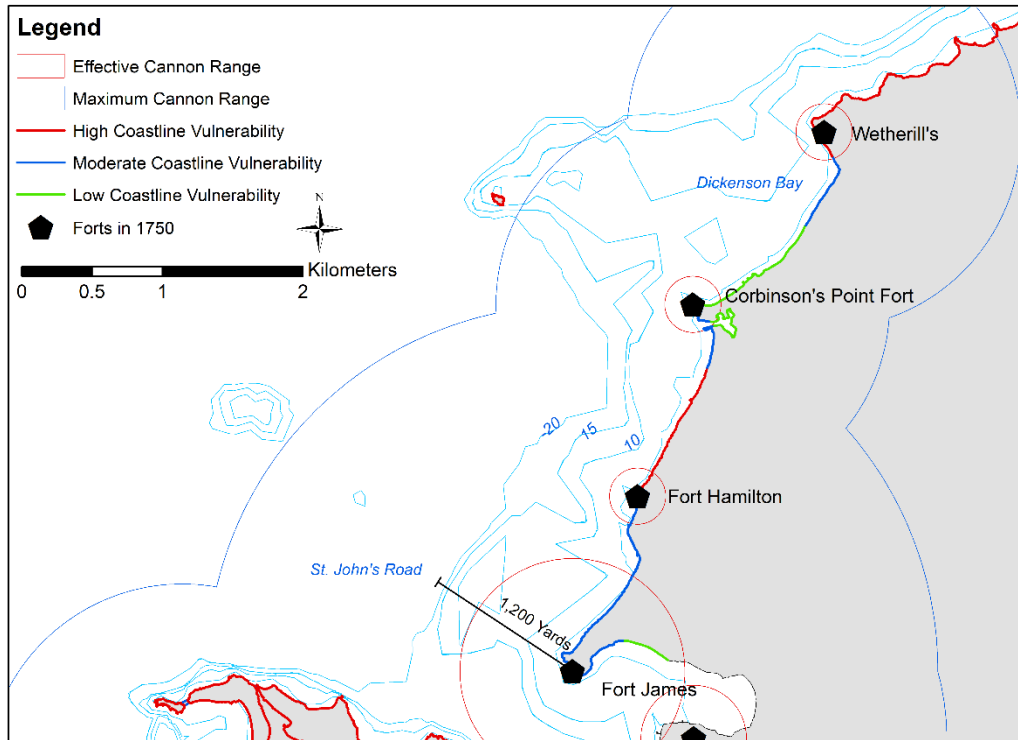 Legend
Effective Cannon Range
Maximum Cannon Range
High Coastline Vulnerability
Moderate Coastline Vulnerability
Low Coastline Vulnerability
Forts in 1750
N
Kilometers
0 0.5 1 2
Wetherill's
Dickenson Bay
Corbinson's Point Fort
-20
15
10
Fort Hamilton
St. John's Road
1,200 Yards
Fort James